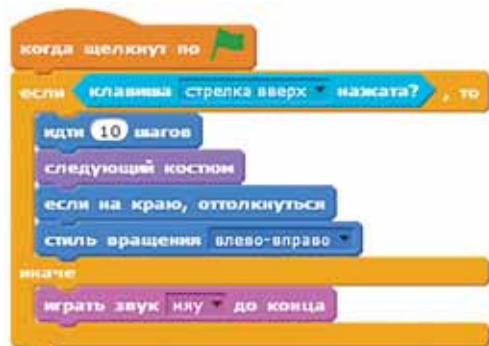 когда щелкнут по
если клавиша стрелка вверх нажата? , то
идти 10 шагов
следующий костюм
если на краю, оттолкнуться
стиль вращения влево-вправо
иначе
играть звук мяу до конца